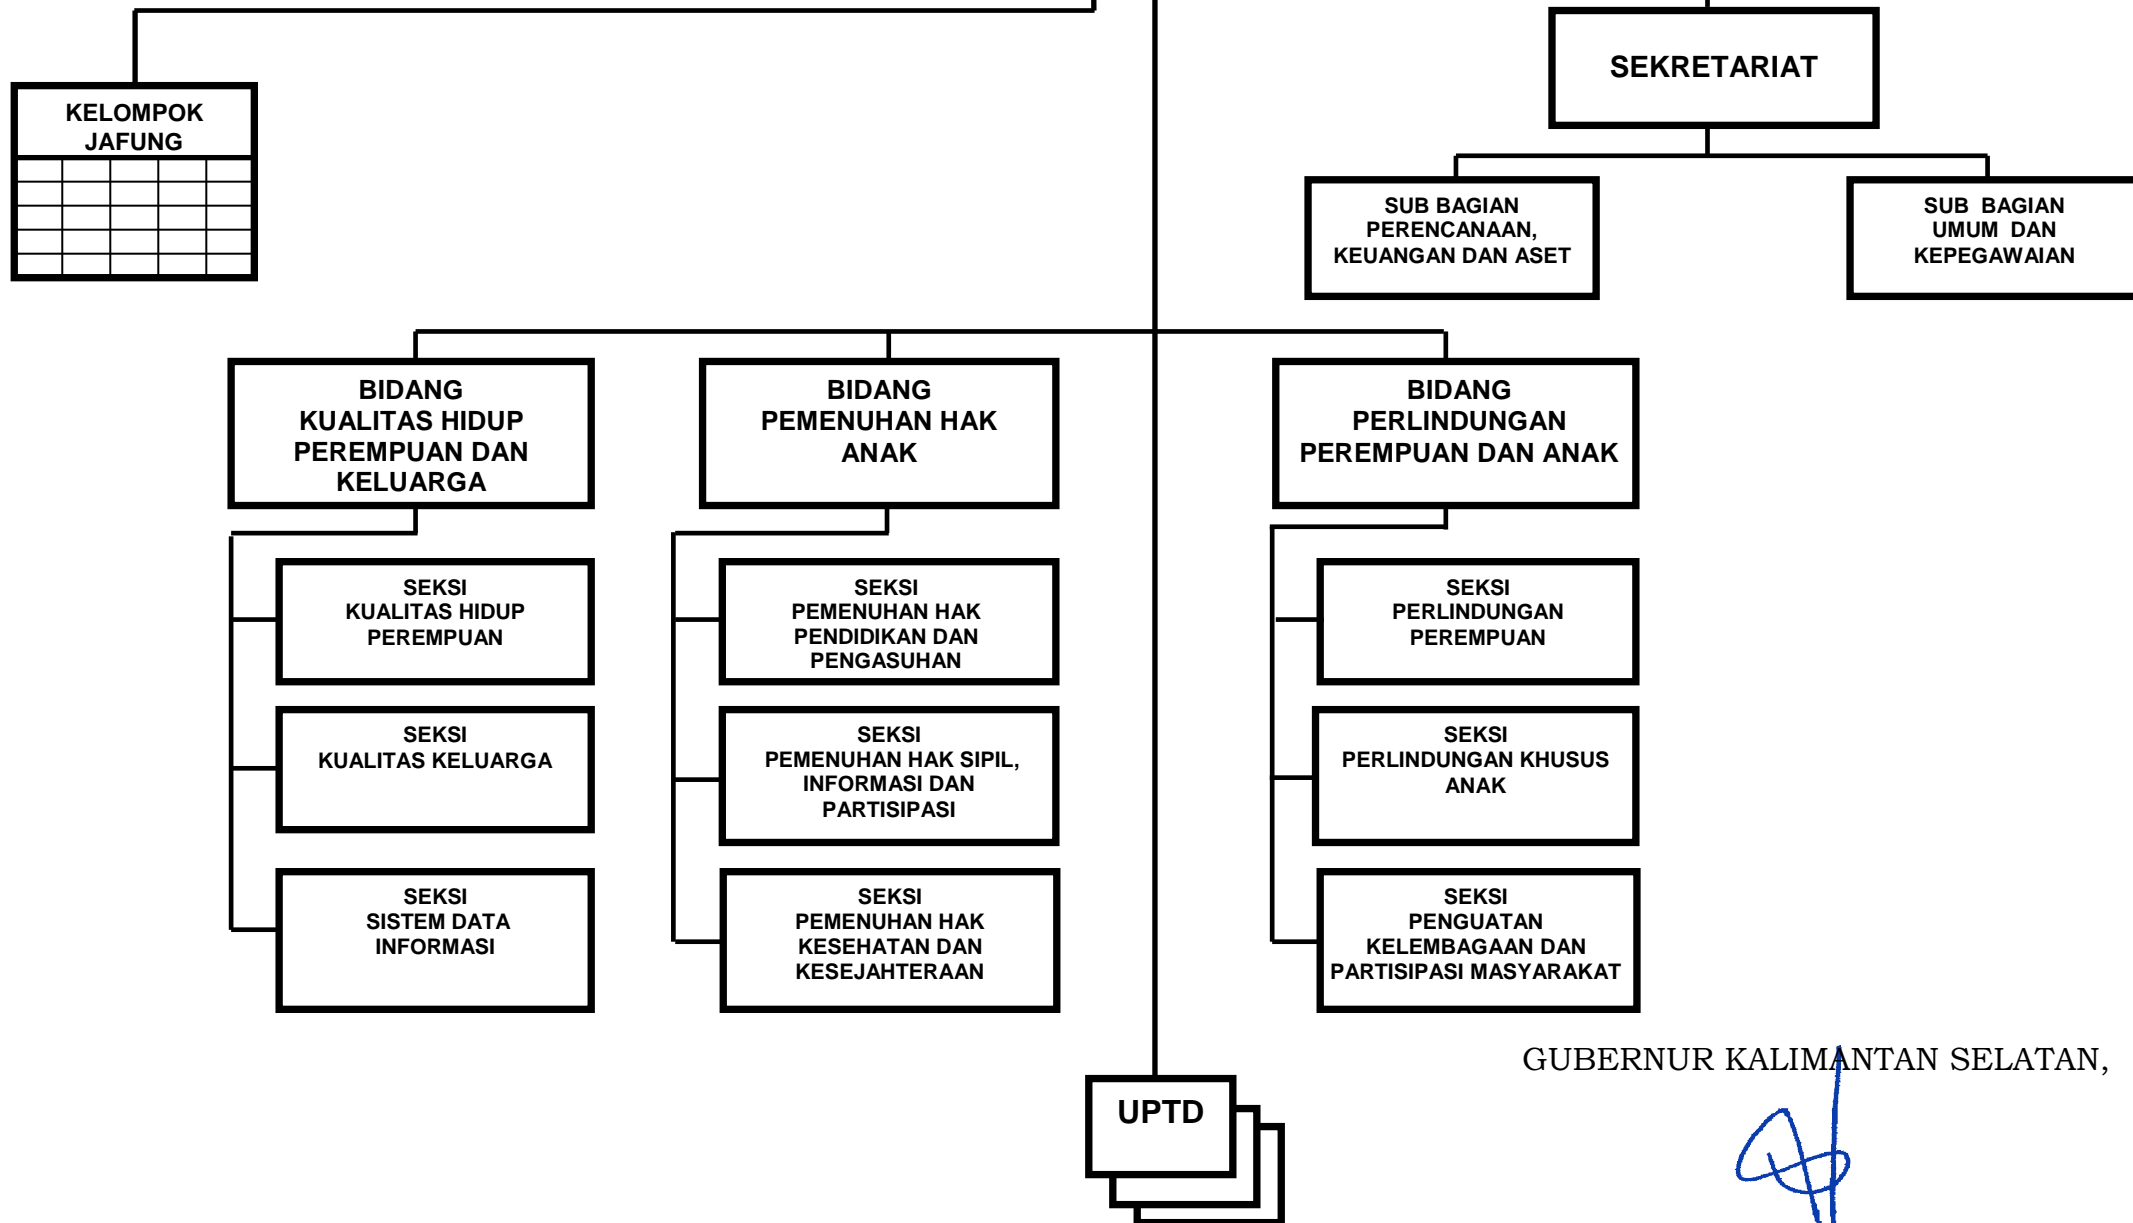 SEKRETARIAT
KELOMPOK
JAFUNG
SUB BAGIAN
PERENCANAAN,
KEUANGAN DAN ASET
SUB BAGIAN
UMUM DAN
KEPEGAWAIAN
BIDANG
KUALITAS HIDUP
PEREMPUAN DAN
KELUARGA
BIDANG
PEMENUHAN HAK
ANAK
BIDANG
PERLINDUNGAN
PEREMPUAN DAN ANAK
SEKSI
KUALITAS HIDUP
PEREMPUAN
SEKSI
PEMENUHAN HAK
PENDIDIKAN DAN
PENGASUHAN
SEKSI
PERLINDUNGAN
PEREMPUAN
SEKSI
KUALITAS KELUARGA
SEKSI
PEMENUHAN HAK SIPIL,
INFORMASI DAN
PARTISIPASI
SEKSI
PERLINDUNGAN KHUSUS
ANAK
SEKSI
SISTEM DATA
INFORMASI
SEKSI
PEMENUHAN HAK
KESEHATAN DAN
KESEJAHTERAAN
SEKSI
PENGUATAN
KELEMBAGAAN DAN
PARTISIPASI MASYARAKAT
GUBERNUR KALIMANTAN SELATAN,
UPTD